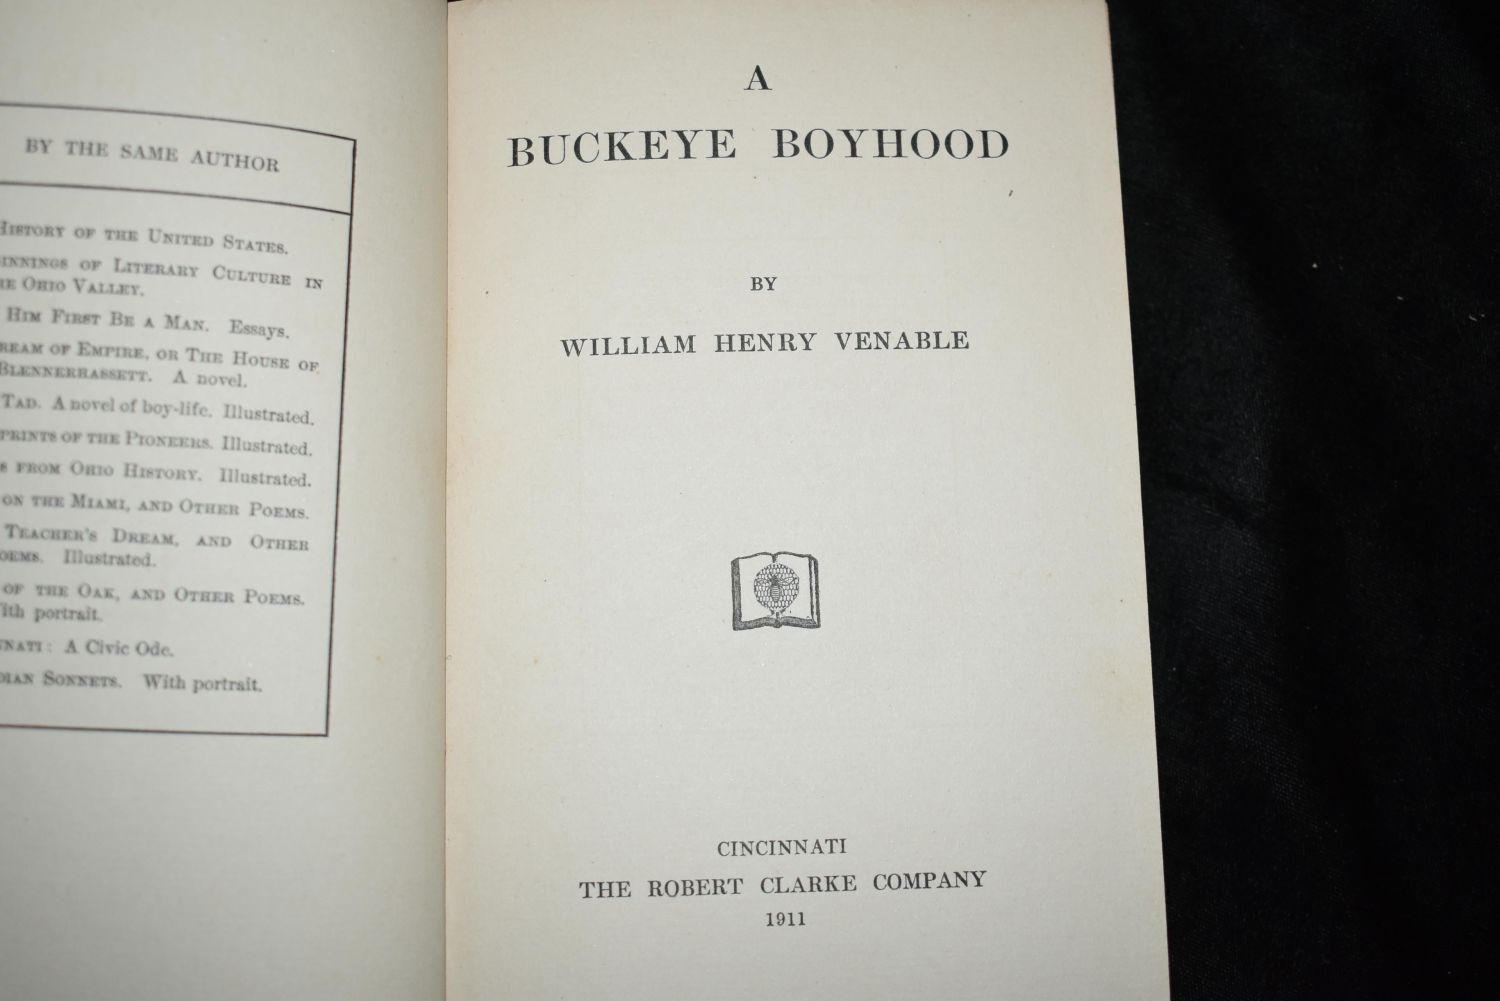 BY THE SAME AUTHOR
HISTORY OF THE UNITED STATES.
OF LITERARY CULTURE IN
OHIO VALLEY.
HIM FIRST BE A MAN. Essays.
OF EMPIRE, OR THE HOUSE OF
BLENNERHASSETT. A novel.
TAD. A novel of boy-life. Illustrated.
OF THE PIONEERS. Illustrated.
FROM OHIO HISTORY. Illustrated.
ON THE MIAMI, AND OTHER POEMS.
TEACHER'S DREAM, AND OTHER
Illustrated.
OF THE OAK, AND OTHER POEMS.
portrait.
A Civic Ode.
SONNETS. With portrait.
A
BUCKEYE BOYHOOD
BY
WILLIAM HENRY VENABLE
CINCINNATI
THE ROBERT CLARKE COMPANY
1911